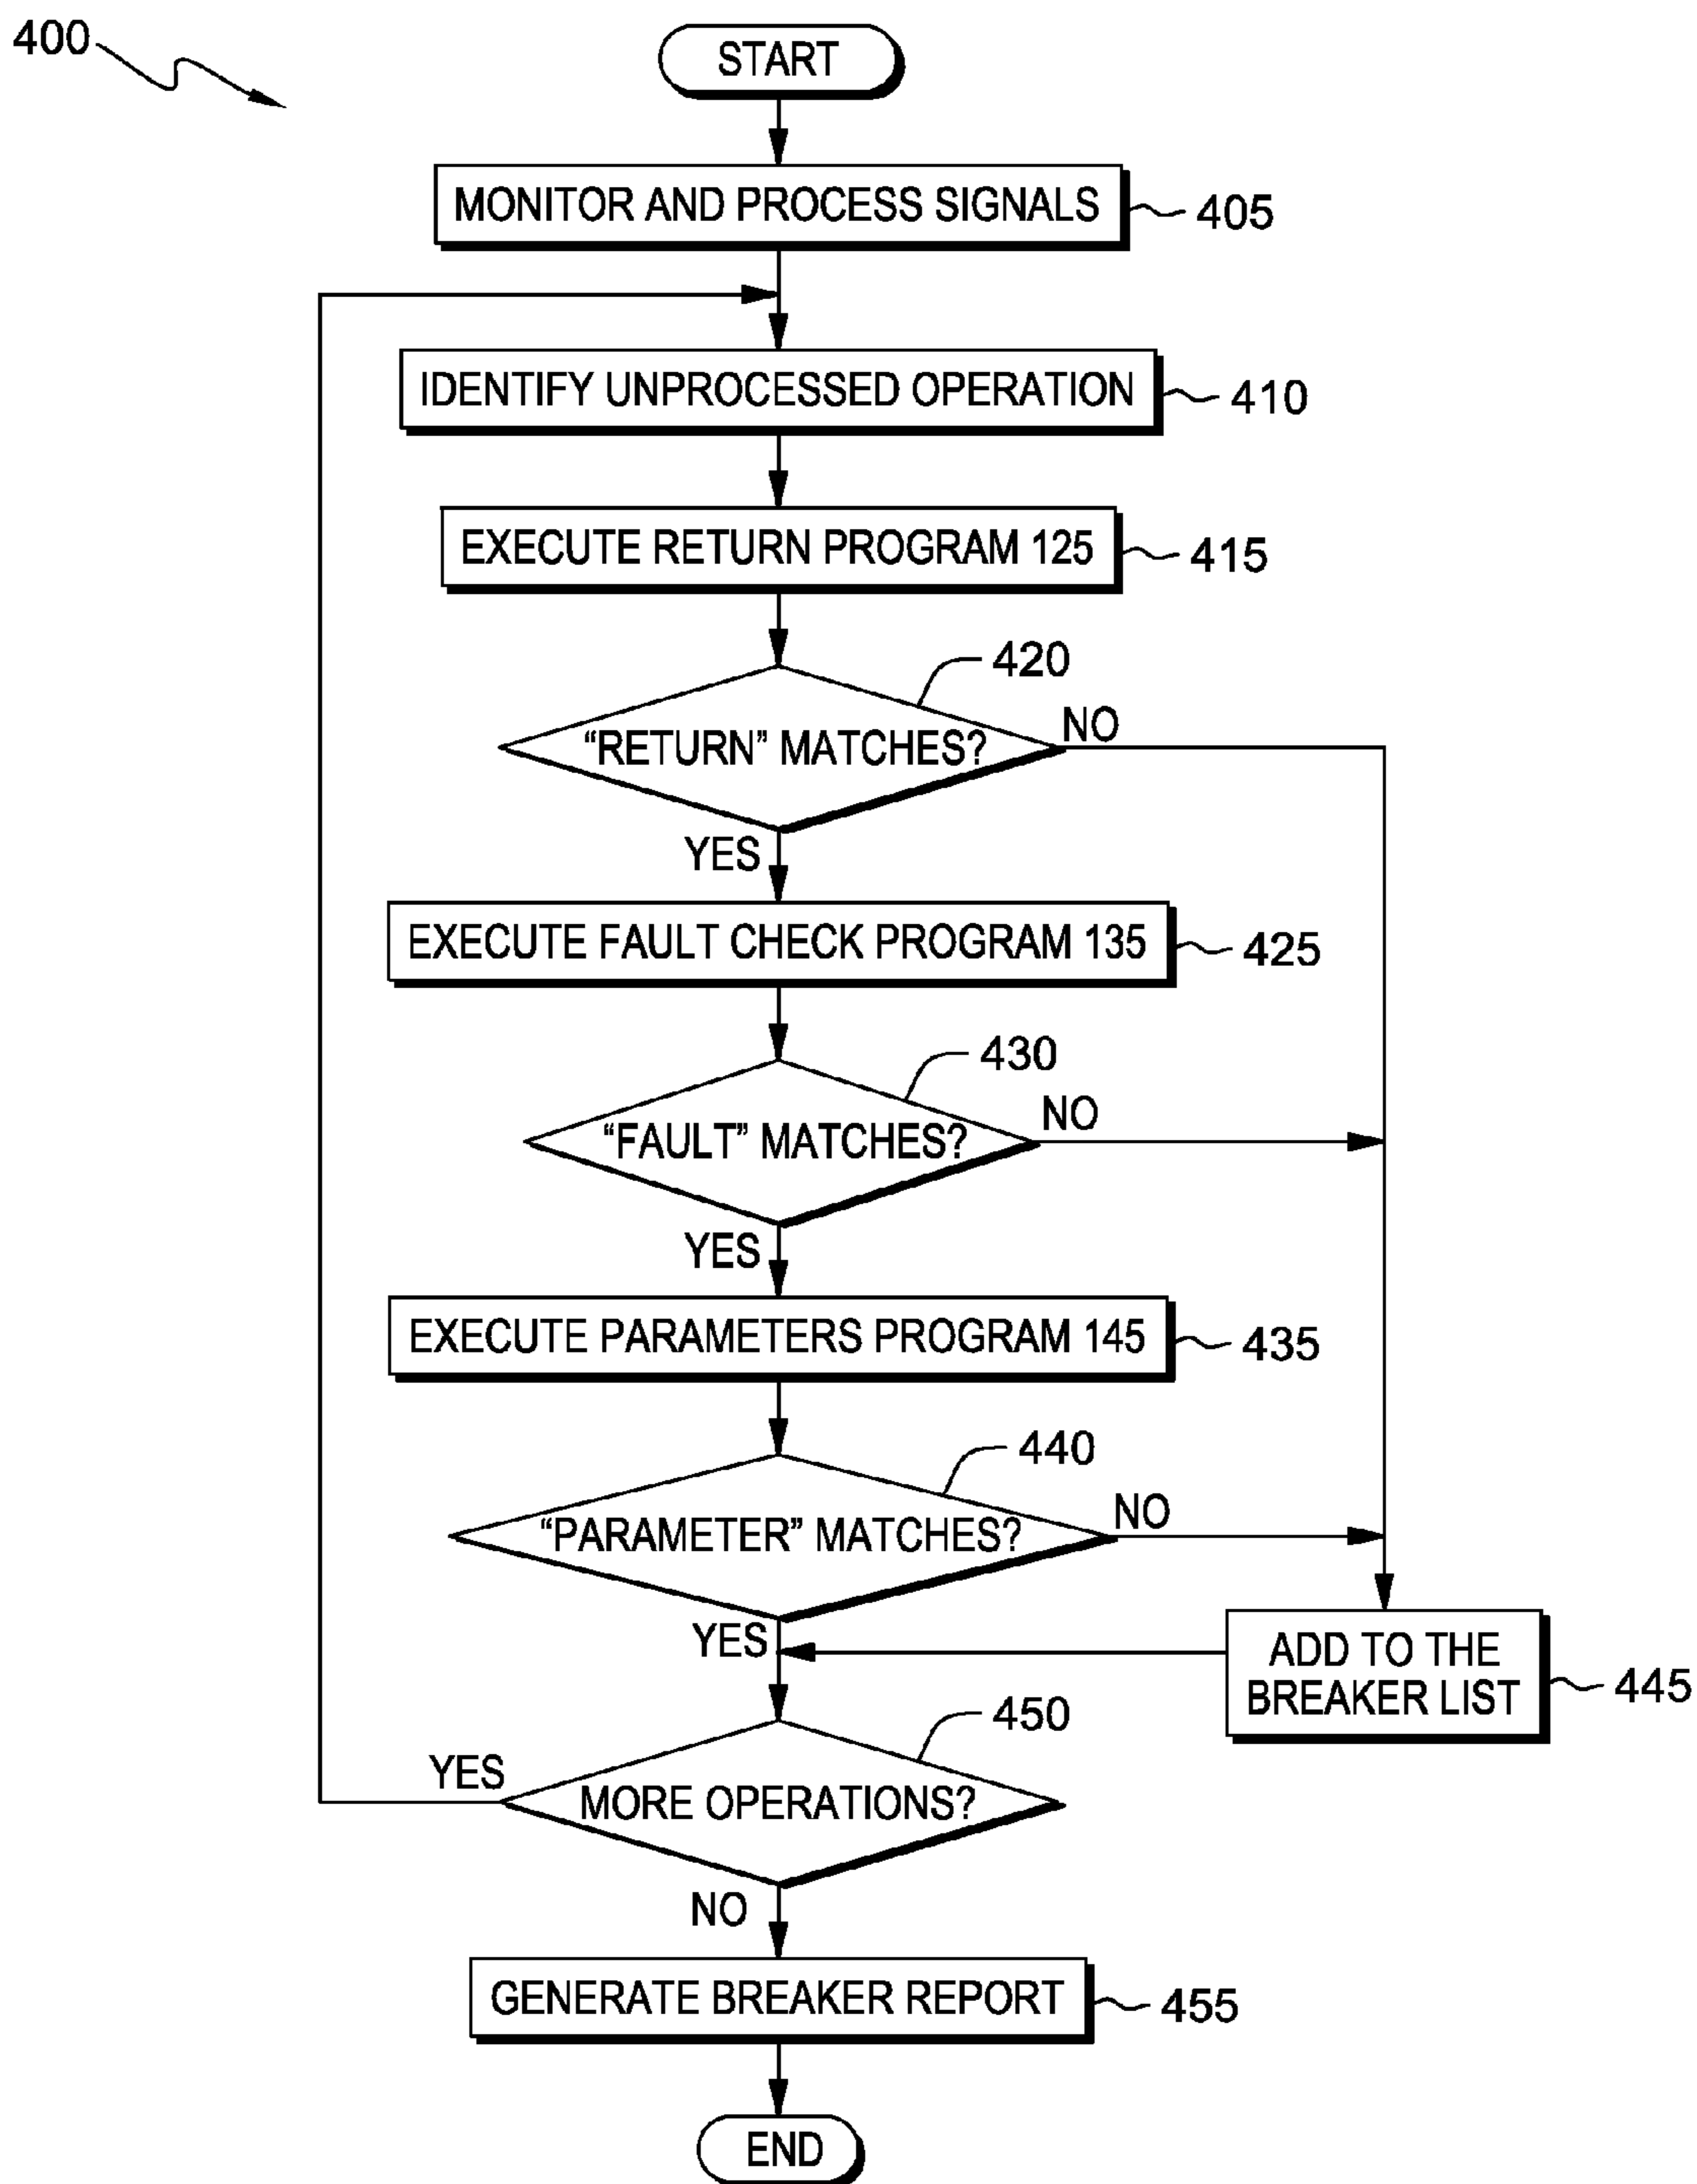 400
START
MONITOR AND PROCESS SIGNALS
405
IDENTIFY UNPROCESSED OPERATION
410
EXECUTE RETURN PROGRAM 125
415
420
“RETURN” MATCHES?
NO
YES
EXECUTE FAULT CHECK PROGRAM 135
425
430
“FAULT” MATCHES?
NO
YES
EXECUTE PARAMETERS PROGRAM 145
435
440
“PARAMETER” MATCHES?
NO
YES
ADD TO THE
BREAKER LIST
445
450
MORE OPERATIONS?
YES
NO
GENERATE BREAKER REPORT
455
END